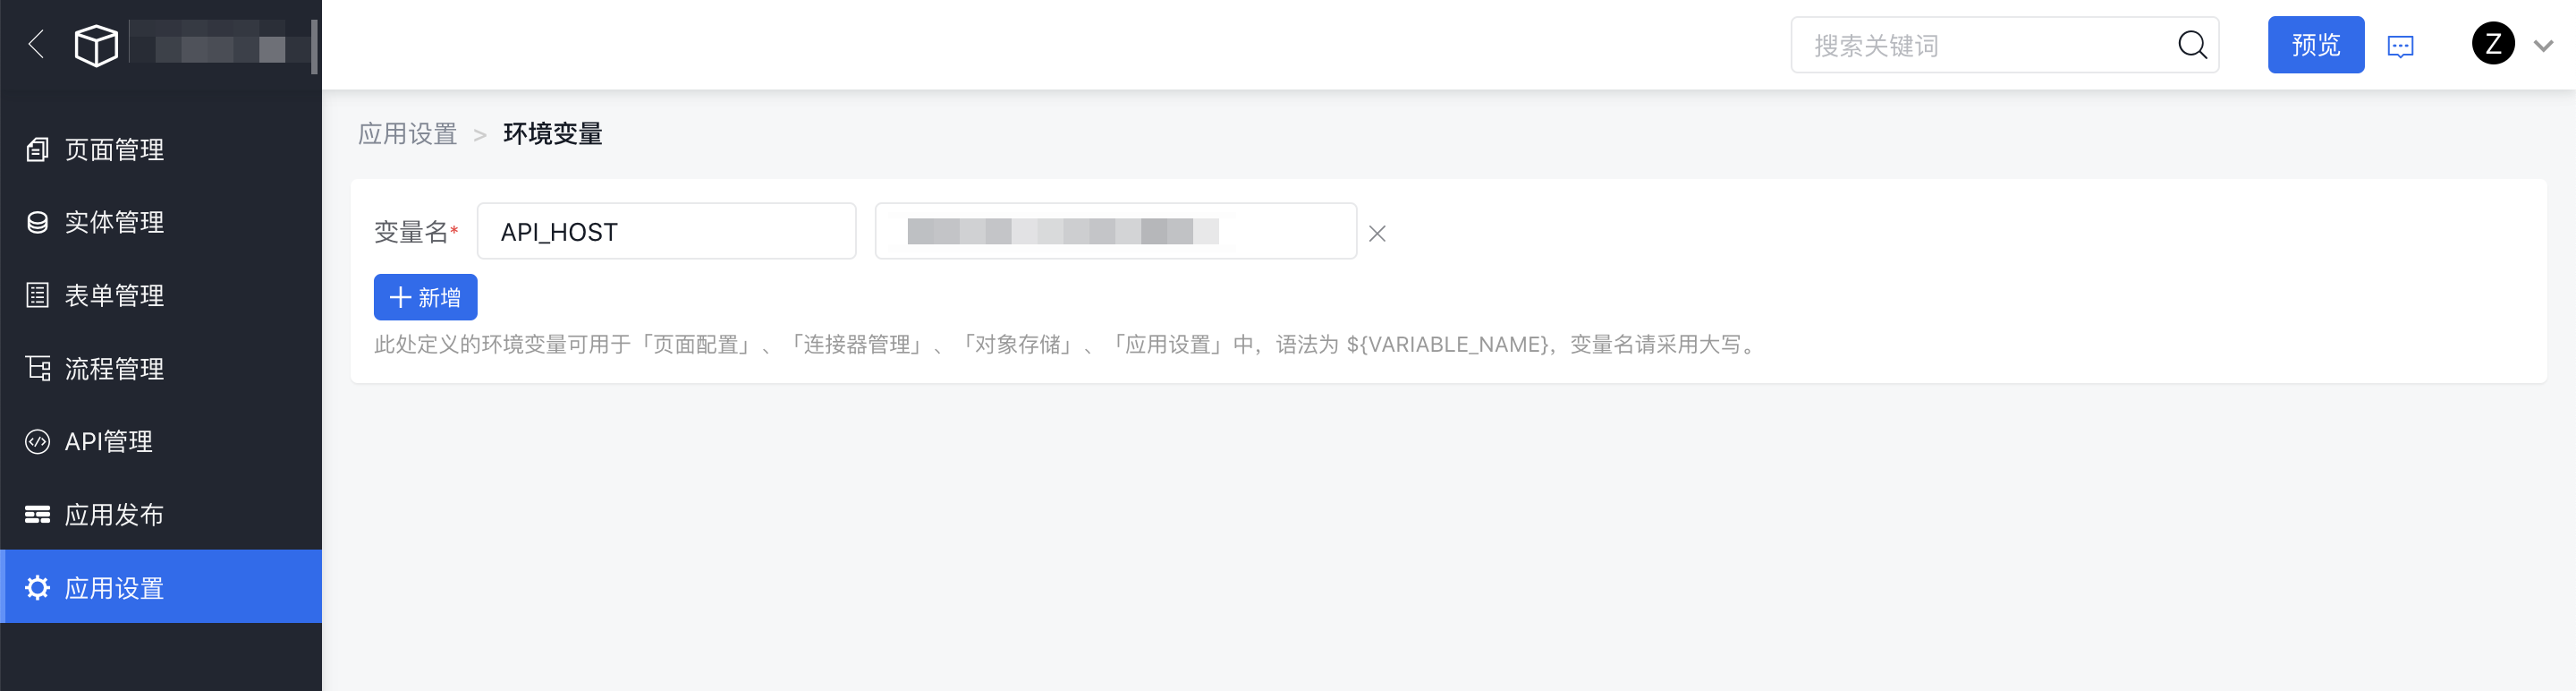 搜索关键词
预览
Z
页面管理
实体管理
表单管理
流程管理
API管理
应用发布
应用设置
应用设置 > 环境变量
变量名* API_HOST
新增
此处定义的环境变量可用于「页面配置」、「连接器管理」、「对象存储」、「应用设置」中，语法为 ${VARIABLE_NAME}，变量名请采用大写。